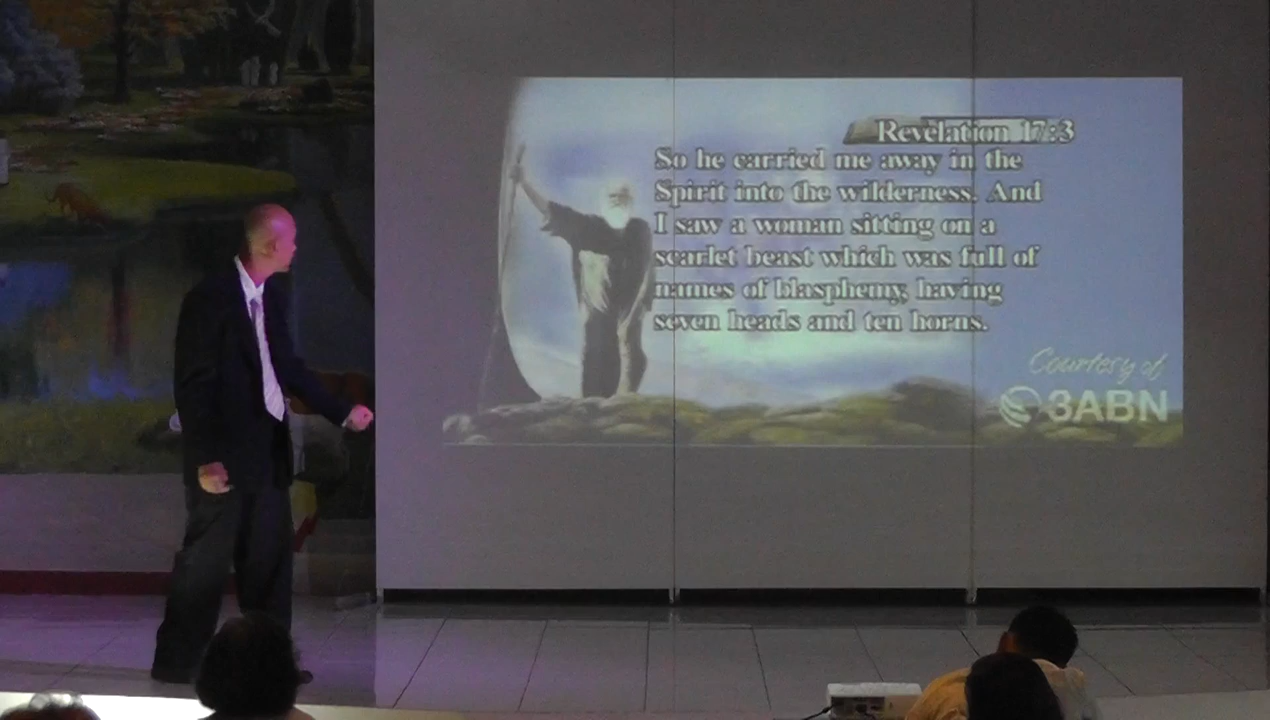 Revelation 17:3
So he carried me away in the
Spirit into the wilderness. And
I saw a woman sitting on a
scarlet beast which was full of
names of blasphemy, having
seven heads and ten horns.
Courtesy of
3ABN